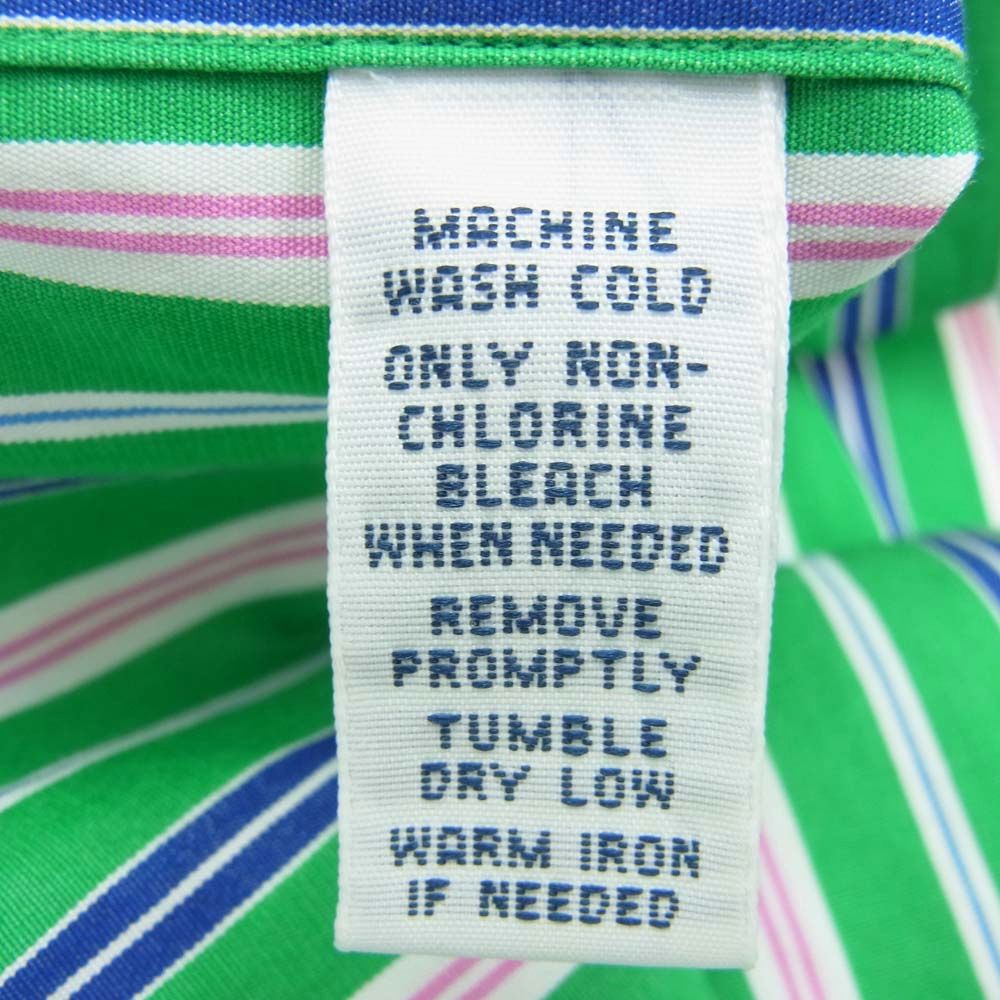 MACHINE
WASH COLD
ONLY NON-
CHLORINE
BLEACH
WHEN NEEDED
REMOVE
PROMPTLY
TUMBLE
DRY LOW
WARM IRON
IF NEEDED